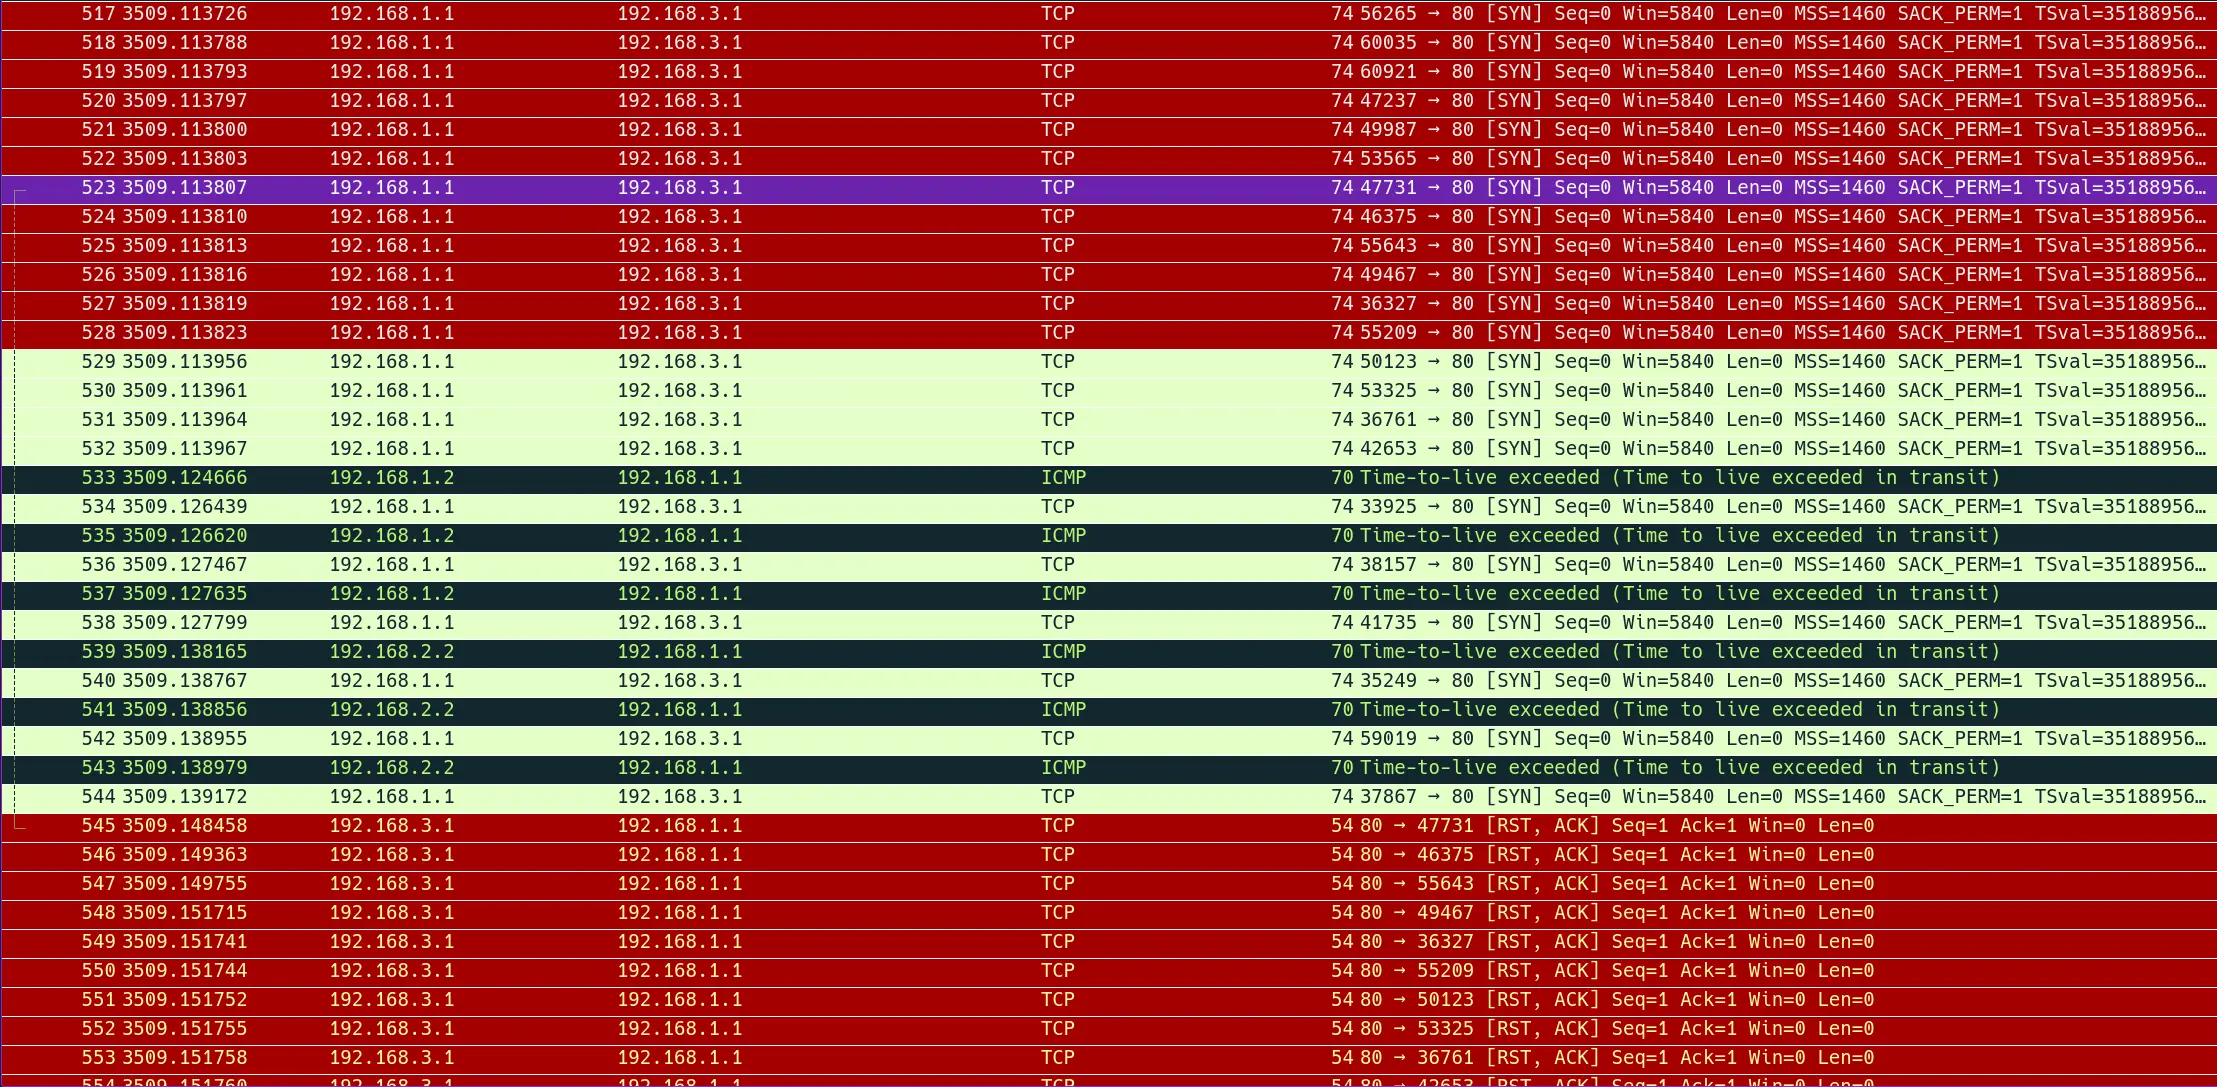 517 3509.113726 192.168.1.1 192.168.3.1 TCP 74 56265 → 80 [SYN] Seq=0 Win=5840 Len=0 MSS=1460 SACK_PERM=1 TSval=35188956…
518 3509.113788 192.168.1.1 192.168.3.1 TCP 74 60035 → 80 [SYN] Seq=0 Win=5840 Len=0 MSS=1460 SACK_PERM=1 TSval=35188956…
519 3509.113793 192.168.1.1 192.168.3.1 TCP 74 60921 → 80 [SYN] Seq=0 Win=5840 Len=0 MSS=1460 SACK_PERM=1 TSval=35188956…
520 3509.113797 192.168.1.1 192.168.3.1 TCP 74 47237 → 80 [SYN] Seq=0 Win=5840 Len=0 MSS=1460 SACK_PERM=1 TSval=35188956…
521 3509.113800 192.168.1.1 192.168.3.1 TCP 74 49987 → 80 [SYN] Seq=0 Win=5840 Len=0 MSS=1460 SACK_PERM=1 TSval=35188956…
522 3509.113803 192.168.1.1 192.168.3.1 TCP 74 53565 → 80 [SYN] Seq=0 Win=5840 Len=0 MSS=1460 SACK_PERM=1 TSval=35188956…
523 3509.113807 192.168.1.1 192.168.3.1 TCP 74 47731 → 80 [SYN] Seq=0 Win=5840 Len=0 MSS=1460 SACK_PERM=1 TSval=35188956…
524 3509.113810 192.168.1.1 192.168.3.1 TCP 74 46375 → 80 [SYN] Seq=0 Win=5840 Len=0 MSS=1460 SACK_PERM=1 TSval=35188956…
525 3509.113813 192.168.1.1 192.168.3.1 TCP 74 55643 → 80 [SYN] Seq=0 Win=5840 Len=0 MSS=1460 SACK_PERM=1 TSval=35188956…
526 3509.113816 192.168.1.1 192.168.3.1 TCP 74 49467 → 80 [SYN] Seq=0 Win=5840 Len=0 MSS=1460 SACK_PERM=1 TSval=35188956…
527 3509.113819 192.168.1.1 192.168.3.1 TCP 74 36327 → 80 [SYN] Seq=0 Win=5840 Len=0 MSS=1460 SACK_PERM=1 TSval=35188956…
528 3509.113823 192.168.1.1 192.168.3.1 TCP 74 55209 → 80 [SYN] Seq=0 Win=5840 Len=0 MSS=1460 SACK_PERM=1 TSval=35188956…
529 3509.113956 192.168.1.1 192.168.3.1 TCP 74 50123 → 80 [SYN] Seq=0 Win=5840 Len=0 MSS=1460 SACK_PERM=1 TSval=35188956…
530 3509.113961 192.168.1.1 192.168.3.1 TCP 74 53325 → 80 [SYN] Seq=0 Win=5840 Len=0 MSS=1460 SACK_PERM=1 TSval=35188956…
531 3509.113964 192.168.1.1 192.168.3.1 TCP 74 36761 → 80 [SYN] Seq=0 Win=5840 Len=0 MSS=1460 SACK_PERM=1 TSval=35188956…
532 3509.113967 192.168.1.1 192.168.3.1 TCP 74 42653 → 80 [SYN] Seq=0 Win=5840 Len=0 MSS=1460 SACK_PERM=1 TSval=35188956…
533 3509.124666 192.168.1.2 192.168.1.1 ICMP 70 Time-to-live exceeded (Time to live exceeded in transit)
534 3509.126439 192.168.1.1 192.168.3.1 TCP 74 33925 → 80 [SYN] Seq=0 Win=5840 Len=0 MSS=1460 SACK_PERM=1 TSval=35188956…
535 3509.126620 192.168.1.2 192.168.1.1 ICMP 70 Time-to-live exceeded (Time to live exceeded in transit)
536 3509.127467 192.168.1.1 192.168.3.1 TCP 74 38157 → 80 [SYN] Seq=0 Win=5840 Len=0 MSS=1460 SACK_PERM=1 TSval=35188956…
537 3509.127635 192.168.1.2 192.168.1.1 ICMP 70 Time-to-live exceeded (Time to live exceeded in transit)
538 3509.127799 192.168.1.1 192.168.3.1 TCP 74 41735 → 80 [SYN] Seq=0 Win=5840 Len=0 MSS=1460 SACK_PERM=1 TSval=35188956…
539 3509.138165 192.168.2.2 192.168.1.1 ICMP 70 Time-to-live exceeded (Time to live exceeded in transit)
540 3509.138767 192.168.1.1 192.168.3.1 TCP 74 35249 → 80 [SYN] Seq=0 Win=5840 Len=0 MSS=1460 SACK_PERM=1 TSval=35188956…
541 3509.138856 192.168.2.2 192.168.1.1 ICMP 70 Time-to-live exceeded (Time to live exceeded in transit)
542 3509.138955 192.168.1.1 192.168.3.1 TCP 74 59019 → 80 [SYN] Seq=0 Win=5840 Len=0 MSS=1460 SACK_PERM=1 TSval=35188956…
543 3509.138979 192.168.2.2 192.168.1.1 ICMP 70 Time-to-live exceeded (Time to live exceeded in transit)
544 3509.139172 192.168.1.1 192.168.3.1 TCP 74 37867 → 80 [SYN] Seq=0 Win=5840 Len=0 MSS=1460 SACK_PERM=1 TSval=35188956…
545 3509.148458 192.168.3.1 192.168.1.1 TCP 54 80 → 47731 [RST, ACK] Seq=1 Ack=1 Win=0 Len=0
546 3509.149363 192.168.3.1 192.168.1.1 TCP 54 80 → 46375 [RST, ACK] Seq=1 Ack=1 Win=0 Len=0
547 3509.149755 192.168.3.1 192.168.1.1 TCP 54 80 → 55643 [RST, ACK] Seq=1 Ack=1 Win=0 Len=0
548 3509.151715 192.168.3.1 192.168.1.1 TCP 54 80 → 49467 [RST, ACK] Seq=1 Ack=1 Win=0 Len=0
549 3509.151741 192.168.3.1 192.168.1.1 TCP 54 80 → 36327 [RST, ACK] Seq=1 Ack=1 Win=0 Len=0
550 3509.151744 192.168.3.1 192.168.1.1 TCP 54 80 → 55209 [RST, ACK] Seq=1 Ack=1 Win=0 Len=0
551 3509.151752 192.168.3.1 192.168.1.1 TCP 54 80 → 50123 [RST, ACK] Seq=1 Ack=1 Win=0 Len=0
552 3509.151755 192.168.3.1 192.168.1.1 TCP 54 80 → 53325 [RST, ACK] Seq=1 Ack=1 Win=0 Len=0
553 3509.151758 192.168.3.1 192.168.1.1 TCP 54 80 → 36761 [RST, ACK] Seq=1 Ack=1 Win=0 Len=0
554 3509.151760 192.168.3.1 192.168.1.1 TCP 54 80 → 42653 [RST, ACK] Seq=1 Ack=1 Win=0 Len=0